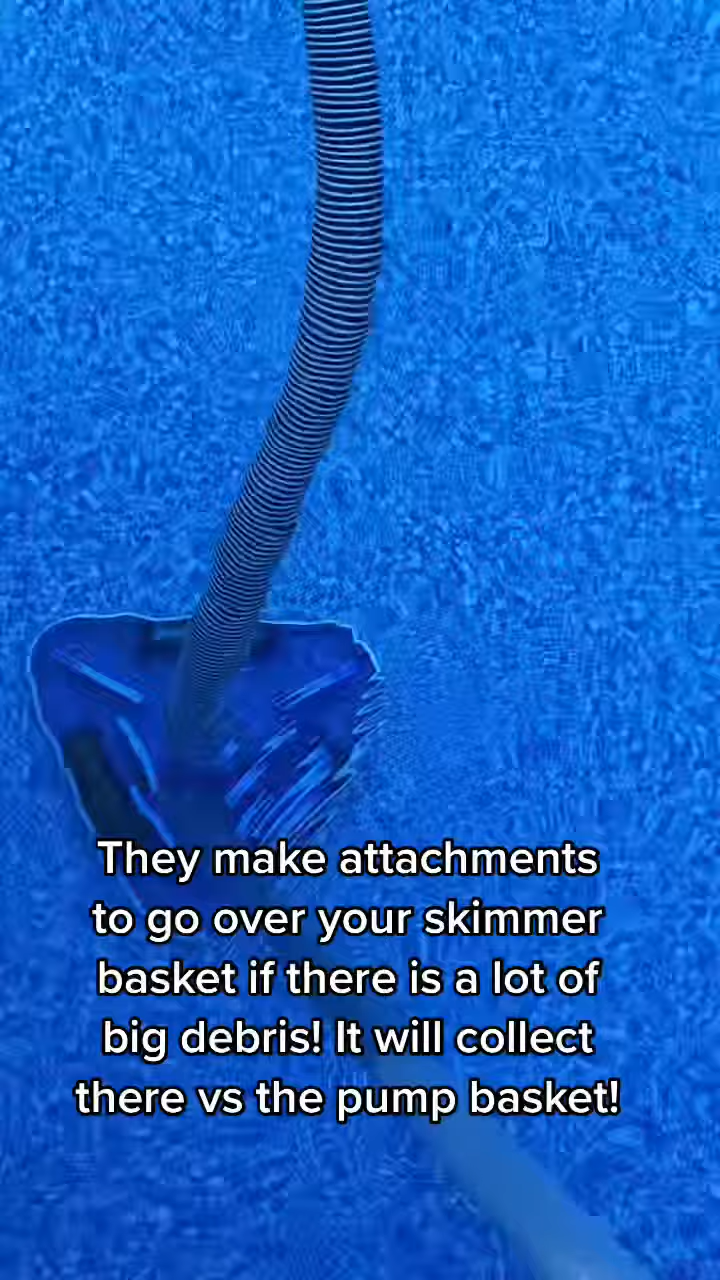 They make attachments
to go over your skimmer
basket if there is a lot of
big debris! It will collect
there vs the pump basket!